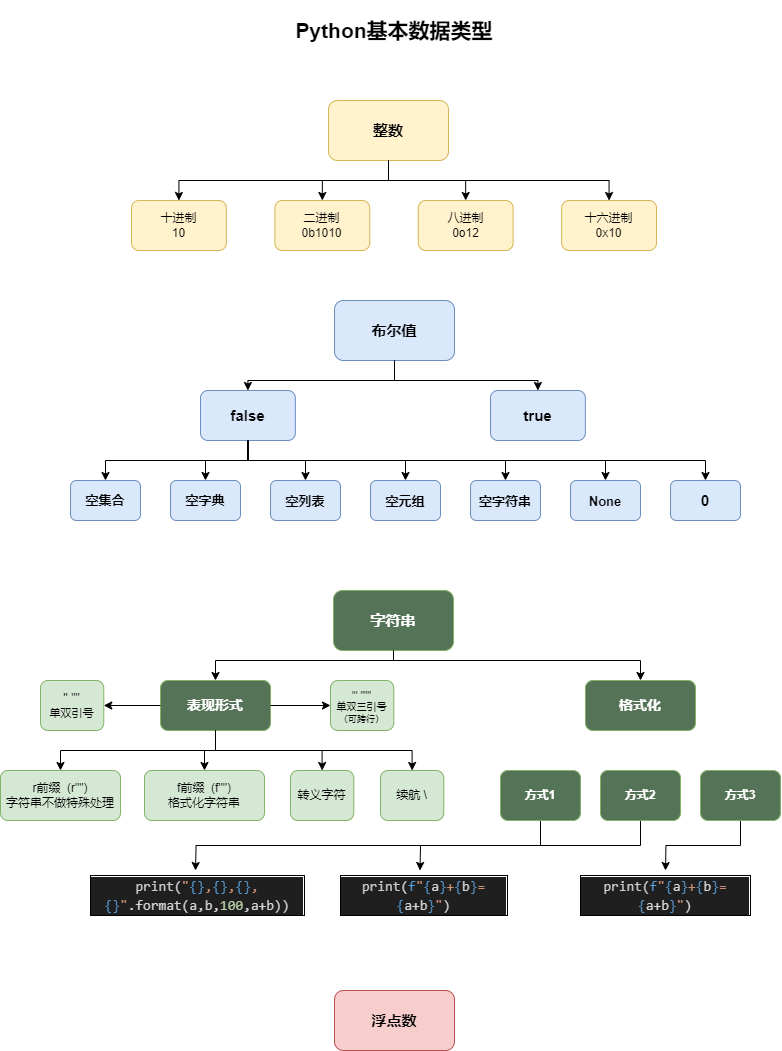 Python基本数据类型
整数
十进制
10
二进制
0b1010
八进制
0o12
十六进制
0x10
布尔值
false
true
空集合
空字典
空列表
空元组
空字符串
None
0
字符串
'' ""
单双引号
表现形式
''' """
单双三引号
（可跨行）
格式化
r前缀（r""）
字符串不做特殊处理
f前缀（f""）
格式化字符串
转义字符
续航 \
方式1
方式2
方式3
print("{},{},{},
{}".format(a,b,100,a+b))
print(f"{a}+{b}=
{a+b}")
print(f"{a}+{b}=
{a+b}")
浮点数